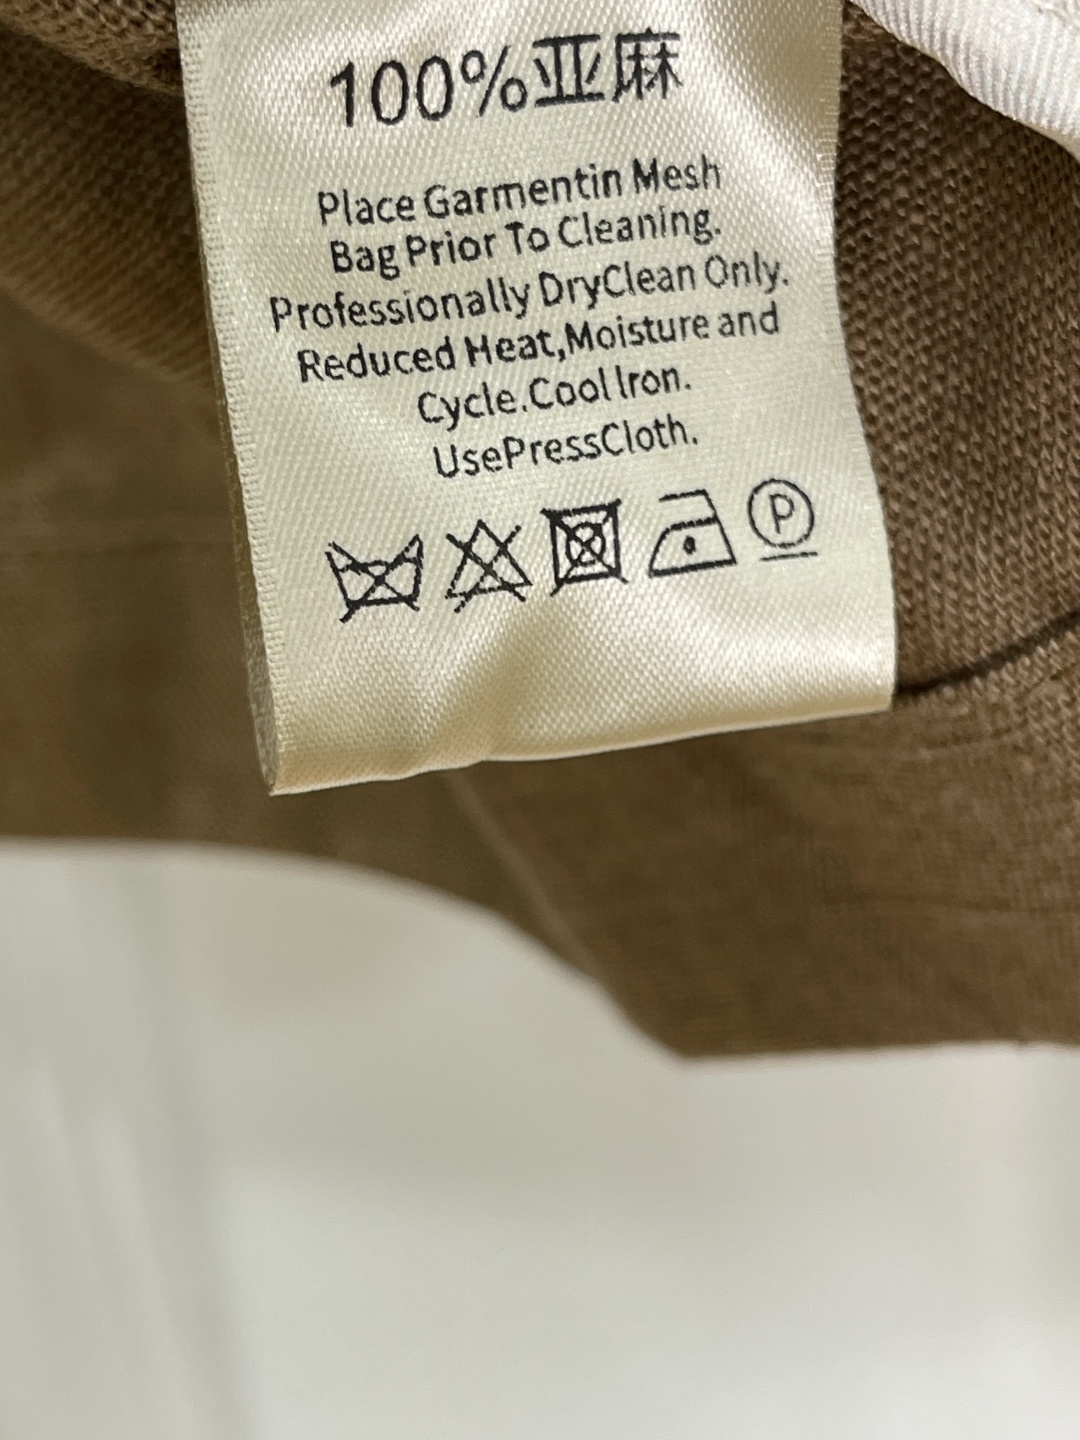 100%亚麻
Place Garmentin Mesh
Bag Prior To Cleaning.
Professionally DryClean Only.
Reduced Heat,Moisture and
Cycle.Cool Iron.
UsePressCloth.
P